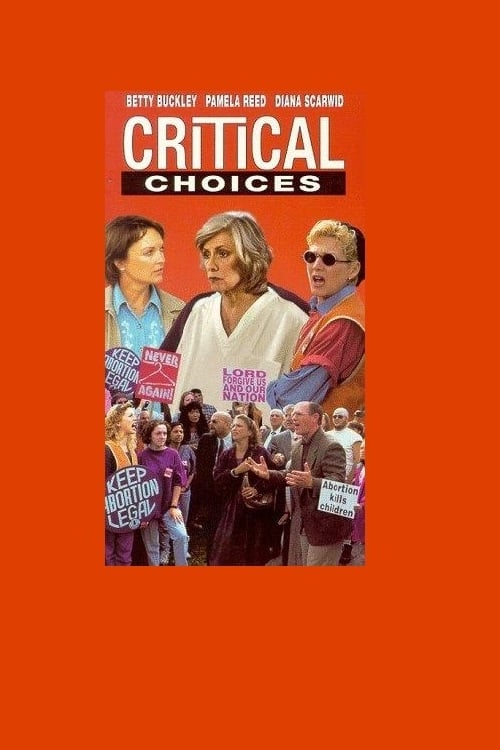 BETTY BUCKLEY PAMELA REED DIANA SCARWID
CRITICAL
CHOICES
KEEP
ABORTION
LEGAL
NEVER
AGAIN!
LORD
FORGIVE US
AND OUR
NATION
KEEP
ABORTION
LEGAL
Abortion
kills
children